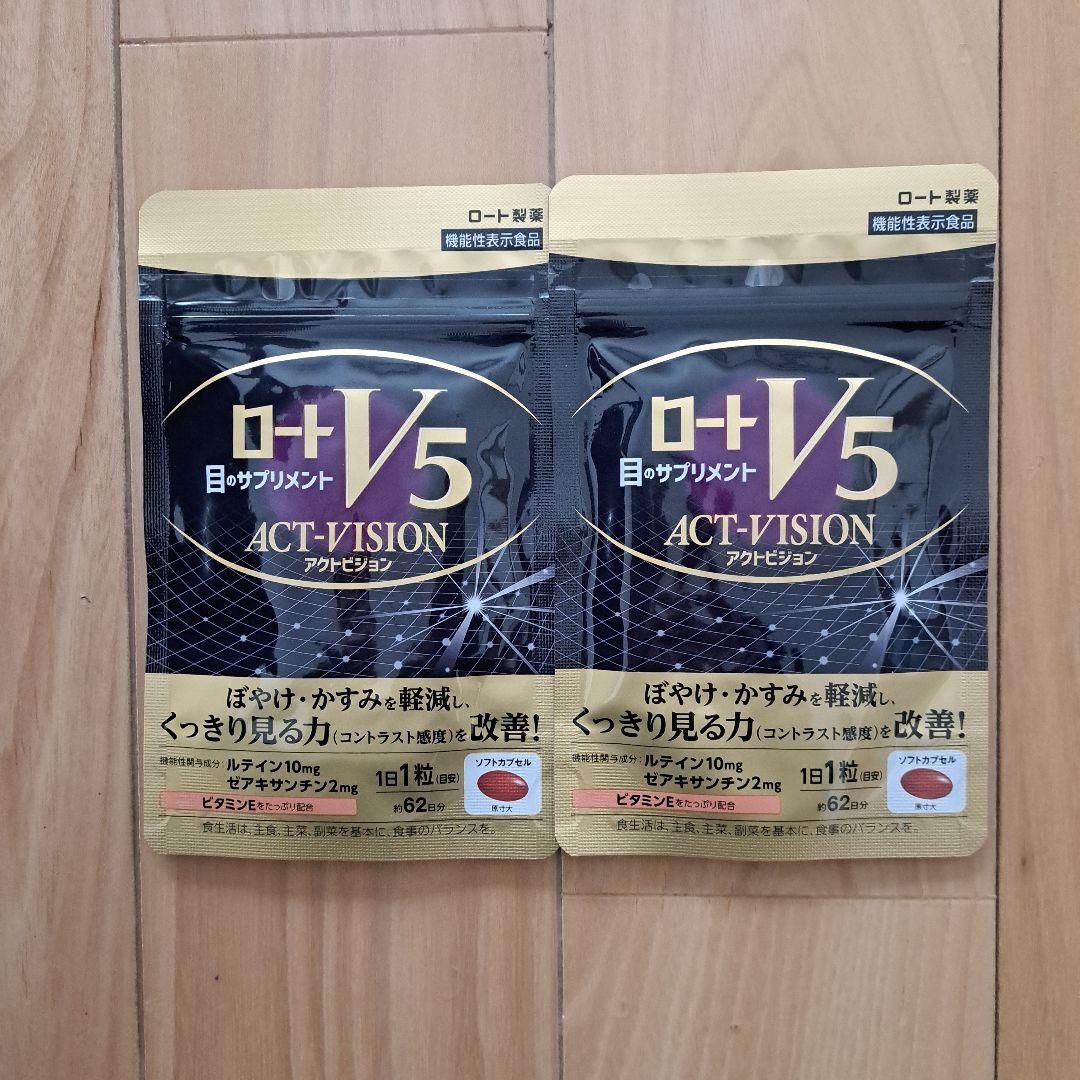 ロート製薬
機能性表示食品
ロートV5
目のサプリメント
ACT-VISION
アクトビジョン
ぼやけ・かすみを軽減し、
くっきり見る力(コントラスト感度)を改善!
機能性関与成分:ルテイン10mg
ゼアキサンチン2mg
ビタミンEをたっぷり配合
1日1粒(目安)
約62日分
ソフトカプセル
原寸大
食生活は、主食、主菜、副菜を基本に、食事のバランスを。
ロート製薬
機能性表示食品
ロートV5
目のサプリメント
ACT-VISION
アクトビジョン
ぼやけ・かすみを軽減し、
くっきり見る力(コントラスト感度)を改善!
機能性関与成分:ルテイン10mg
ゼアキサンチン2mg
ビタミンEをたっぷり配合
1日1粒(目安)
約62日分
ソフトカプセル
原寸大
食生活は、主食、主菜、副菜を基本に、食事のバランスを。